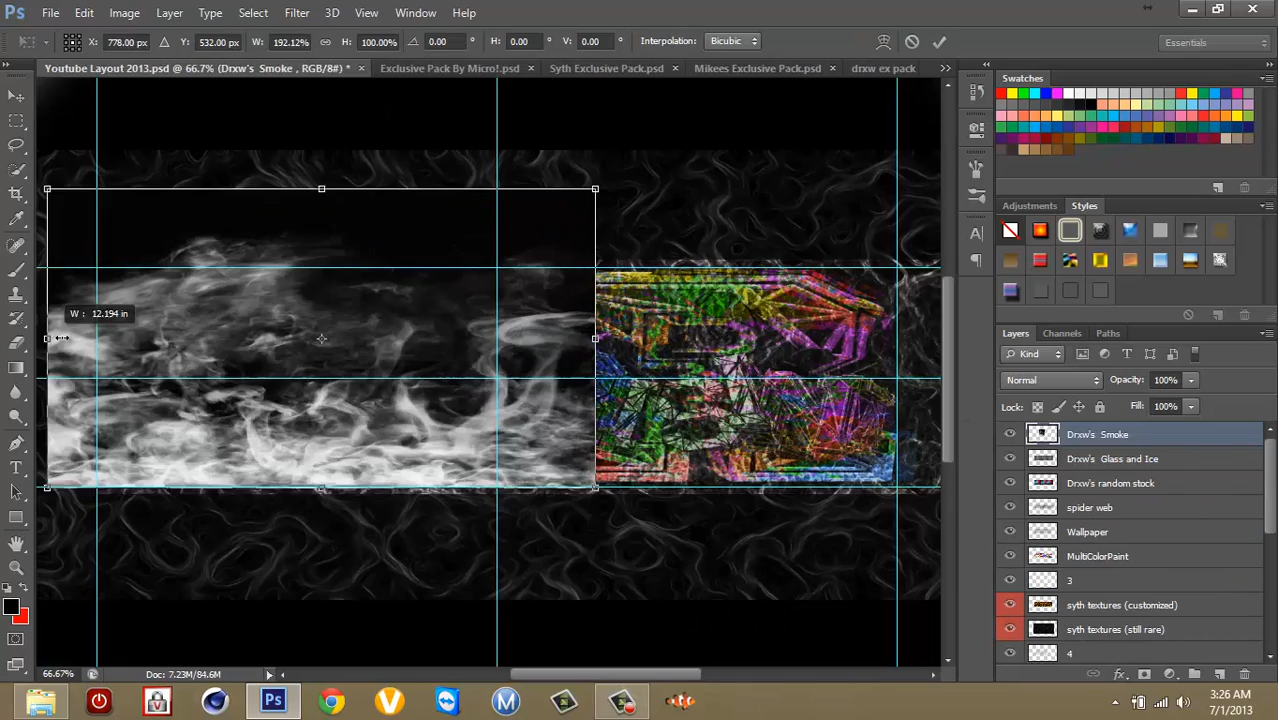 Ps File Edit Image Layer Type Select Filter 3D View Window Help
X: 778.00 px Y: 532.00 px W: 192.12% H: 100.00% 0.00 ° H: 0.00 ° V: 0.00 ° Interpolation: Bicubic Essentials
Youtube Layout 2013.psd @ 66.7% (Drxw's Smoke , RGB/8#) * × Exclusive Pack By Micro!.psd × Syth Exclusive Pack.psd × Mikees Exclusive Pack.psd × drxw ex pack
Swatches
Adjustments Styles
W : 12.194 in
Layers Channels Paths
Kind
Normal Opacity: 100%
Lock: Fill: 100%
Drxw's Smoke
Drxw's Glass and Ice
Drxw's random stock
spider web
Wallpaper
MultiColorPaint
3
syth textures (customized)
syth textures (still rare)
4
66.67% Doc: 7.23M/84.6M
fx
Ps
3:26 AM
7/1/2013